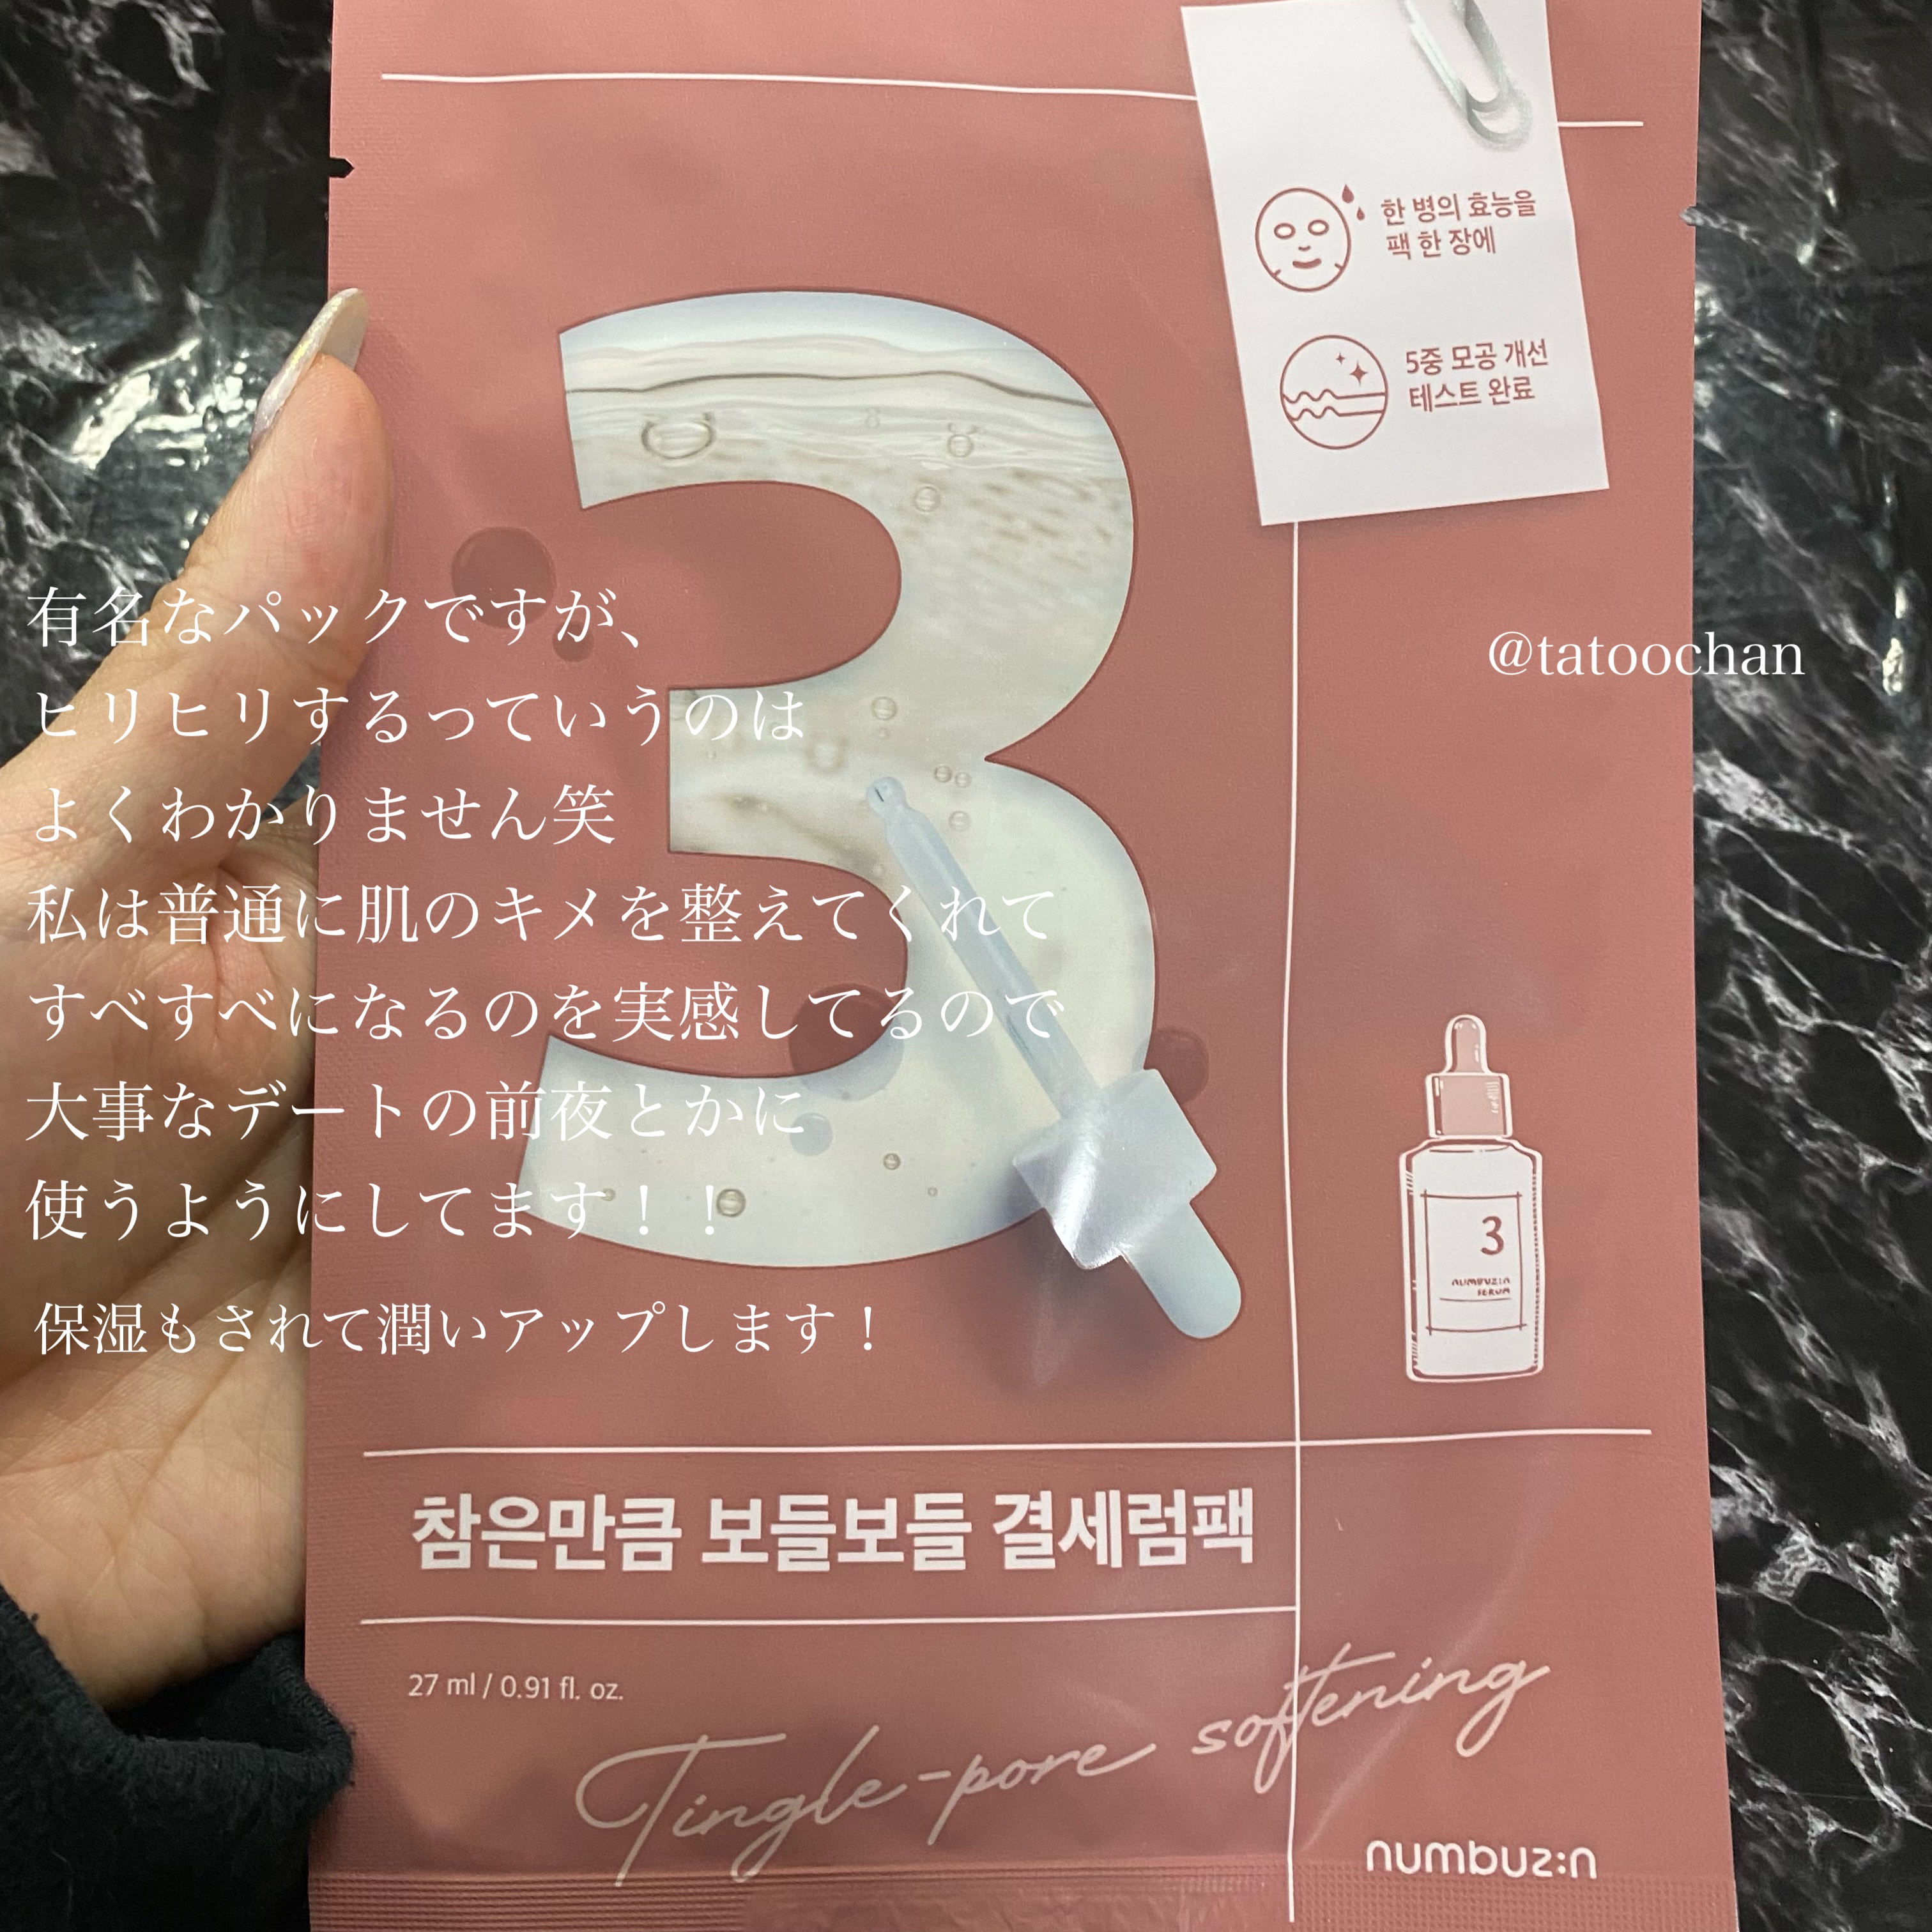 한 병의 효능을
팩 한 장에
5중 모공 개선
테스트 완료
有名なパックですが、
@tatoochan
ヒリヒリするっていうのは
よくわかりません笑
私は普通に肌のキメを整えてくれて
すべすべになるのを実感してるので
大事なデートの前夜とかに
使うようにしてます！！
保湿もされて潤いアップします！
3
3
numbuz:n
SERUM
참은만큼 보들보들 결세럼팩
27 ml / 0.91 fl. oz.
Tingle-pore softening
numbuz:n